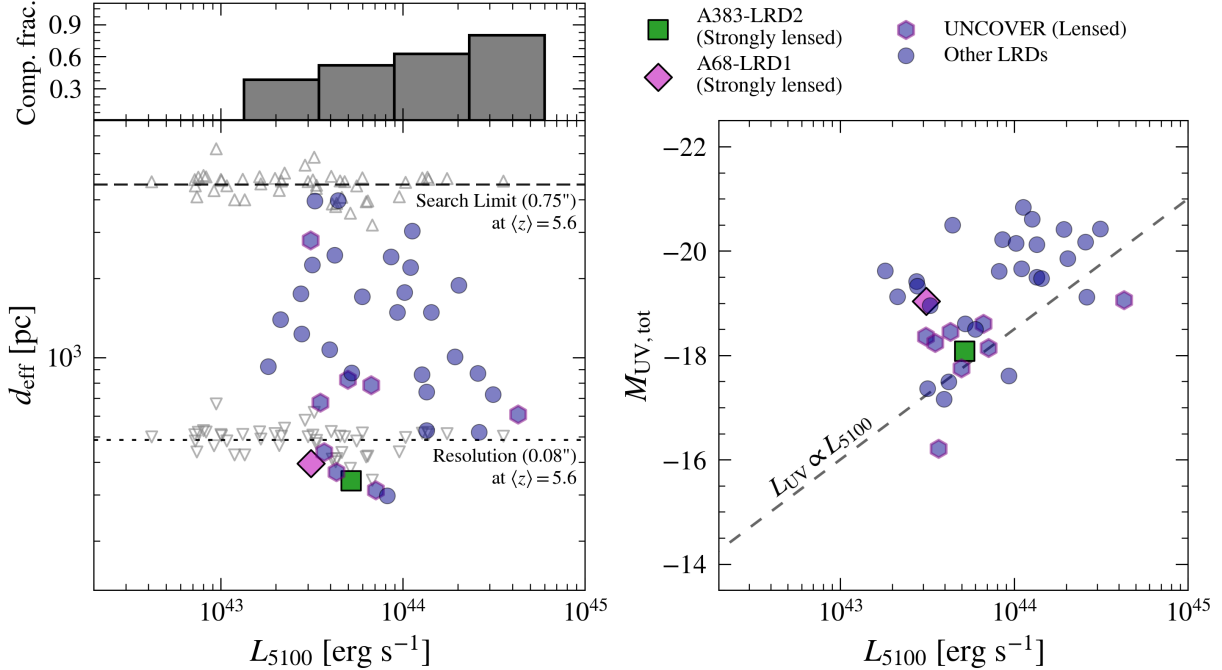 Comp. frac.
0.9
0.6
0.3
A383-LRD2
(Strongly lensed)
A68-LRD1
(Strongly lensed)
UNCOVER (Lensed)
Other LRDs
d_eff [pc]
10^3
Search Limit (0.75")
at ⟨z⟩ = 5.6
Resolution (0.08")
at ⟨z⟩ = 5.6
10^43
10^44
10^45
L_5100 [erg s^−1]
M_UV,tot
−22
−20
−18
−16
−14
L_UV ∝ L_5100
10^43
10^44
10^45
L_5100 [erg s^−1]